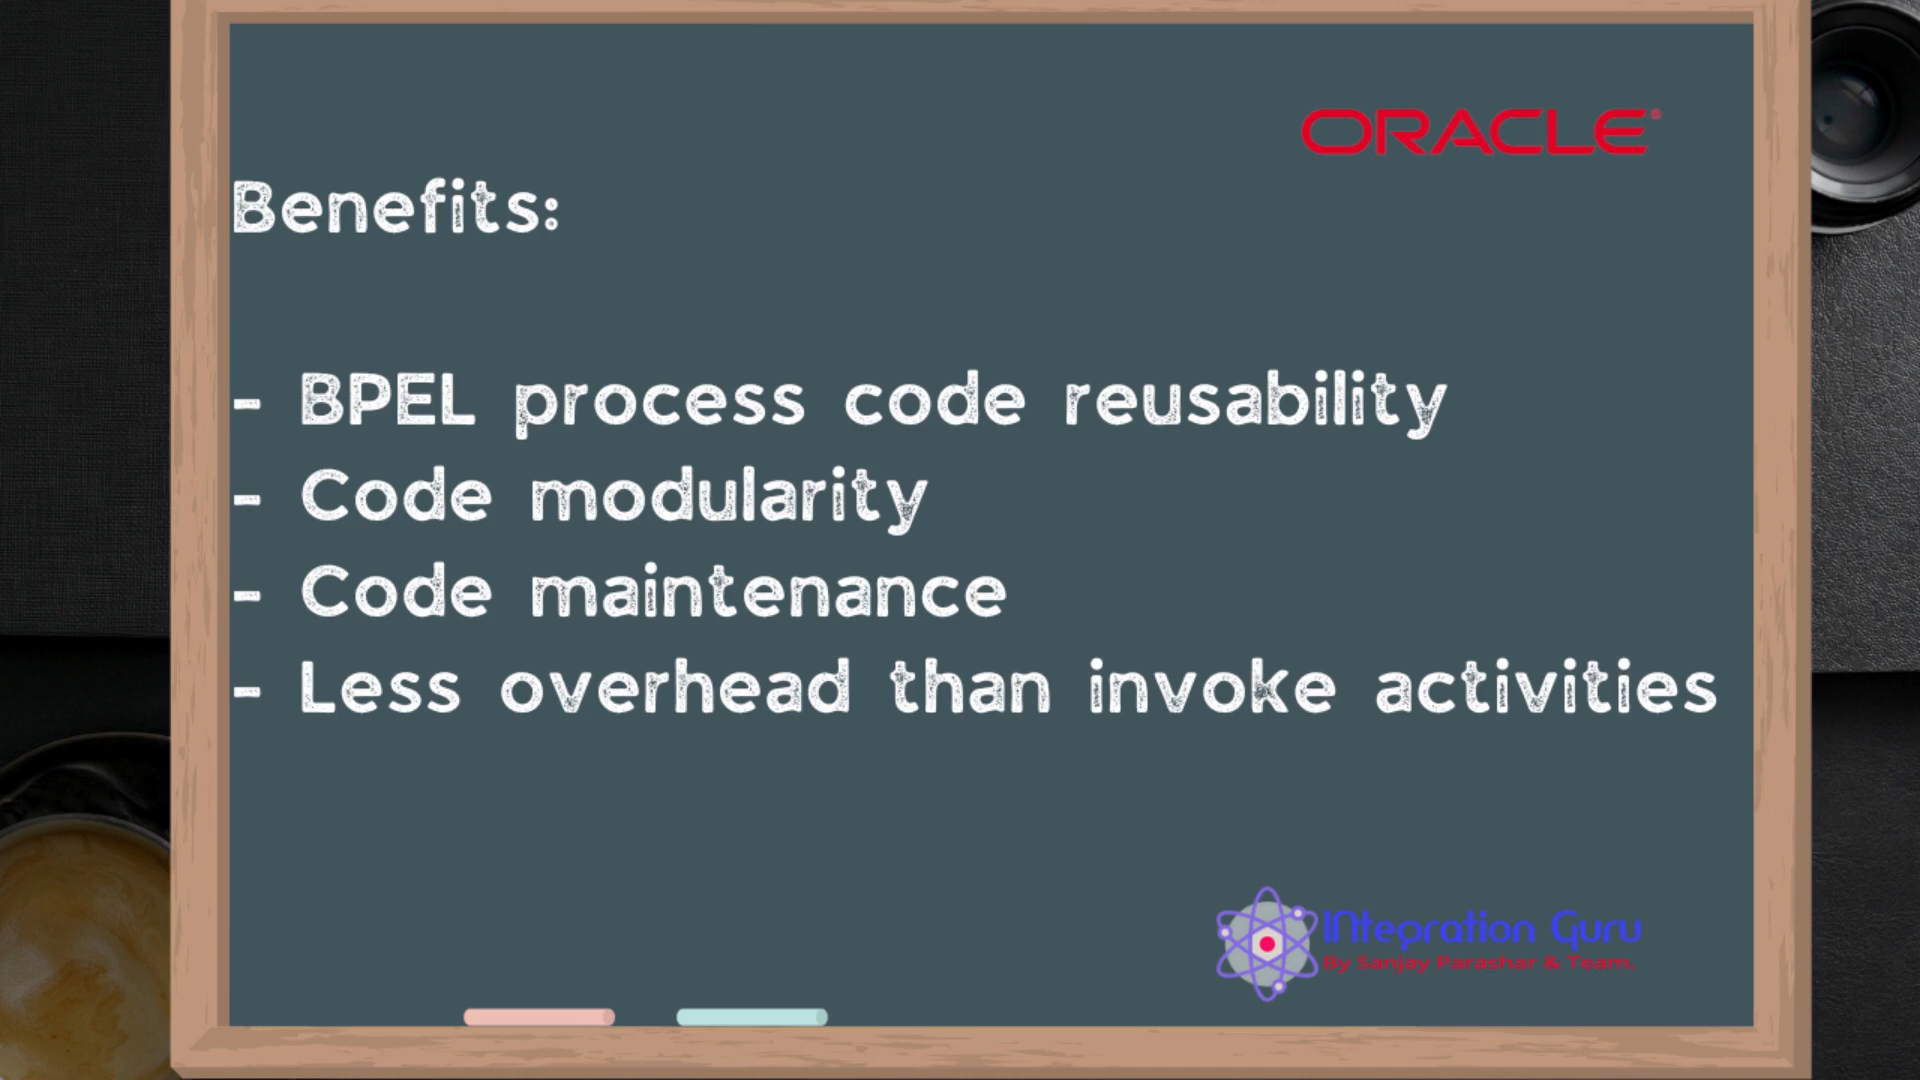 ORACLE®
Benefits:
- BPEL process code reusability
- Code modularity
- Code maintenance
- Less overhead than invoke activities
INtegration Guru
By Sanjay Parashar & Team.